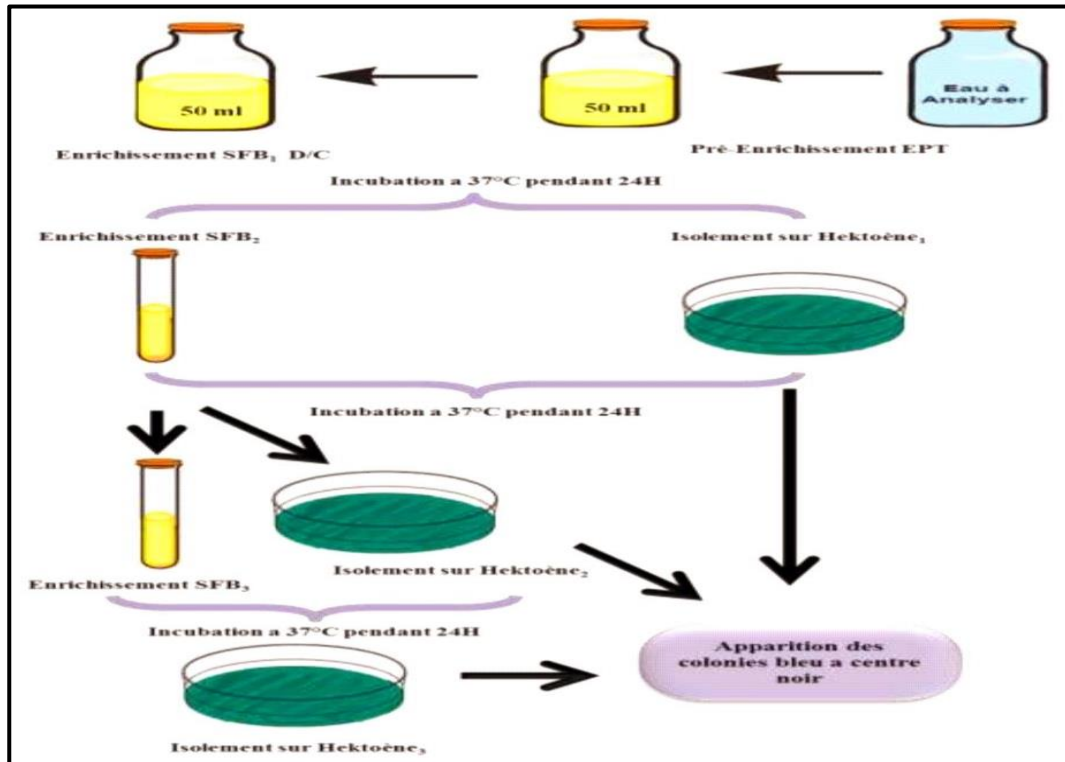 50 ml
50 ml
Eau à
Analyser
Enrichissement SFB₁ D/C
Pré-Enrichissement EPT
Incubation a 37°C pendant 24H
Enrichissement SFB₂
Isolement sur Hektoène₁
Incubation a 37°C pendant 24H
Enrichissement SFB₃
Isolement sur Hektoène₂
Incubation a 37°C pendant 24H
Apparition des
colonies bleu a centre
noir
Isolement sur Hektoène₃